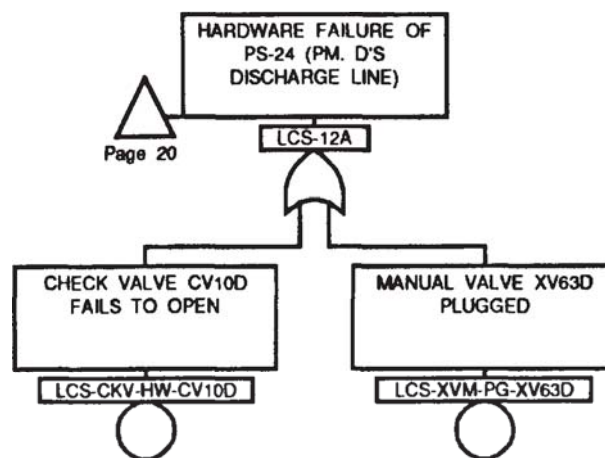 HARDWARE FAILURE OF
PS-24 (PM. D'S
DISCHARGE LINE)
Page 20
LCS-12A
CHECK VALVE CV10D
FAILS TO OPEN
MANUAL VALVE XV63D
PLUGGED
LCS-CKV-HW-CV10D
LCS-XVM-PG-XV63D